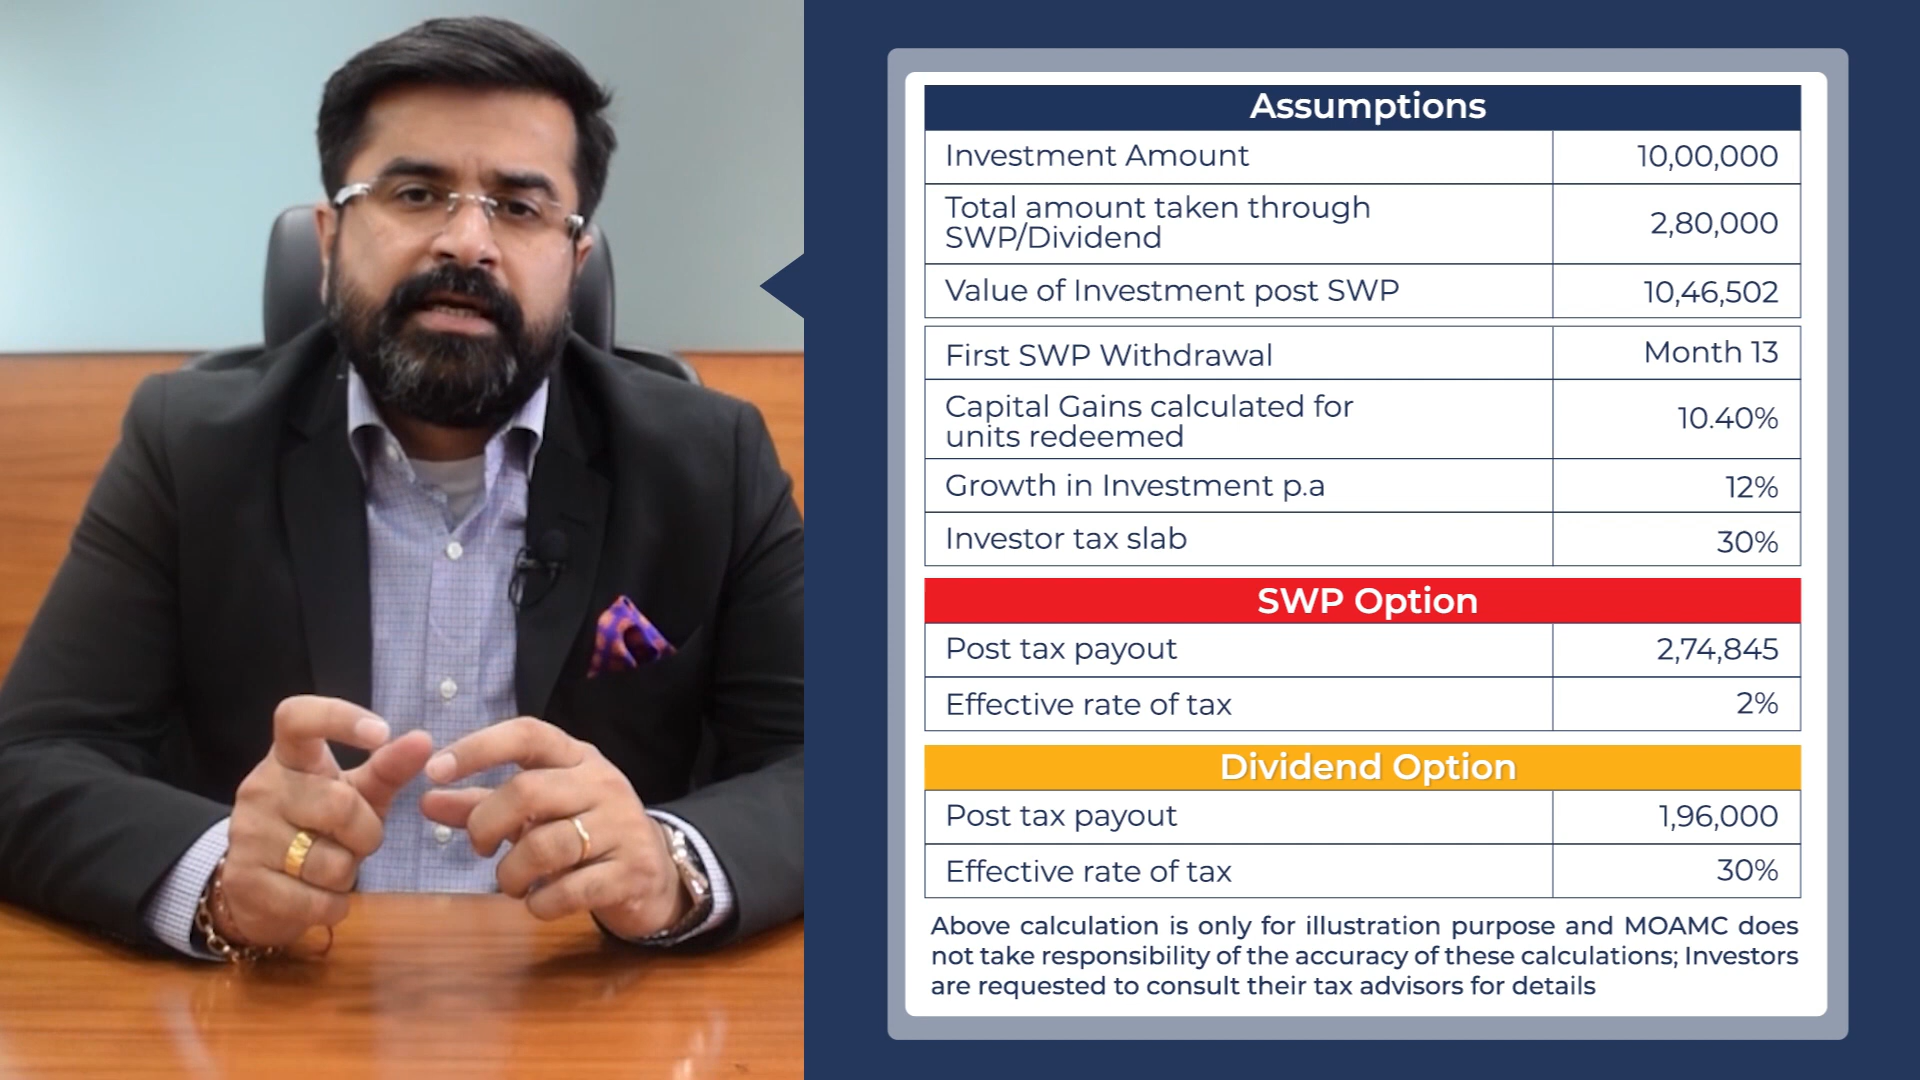 Assumptions
Investment Amount 10,00,000
Total amount taken through
SWP/Dividend 2,80,000
Value of Investment post SWP 10,46,502
First SWP Withdrawal Month 13
Capital Gains calculated for
units redeemed 10.40%
Growth in Investment p.a 12%
Investor tax slab 30%
SWP Option
Post tax payout 2,74,845
Effective rate of tax 2%
Dividend Option
Post tax payout 1,96,000
Effective rate of tax 30%
Above calculation is only for illustration purpose and MOAMC does
not take responsibility of the accuracy of these calculations; Investors
are requested to consult their tax advisors for details